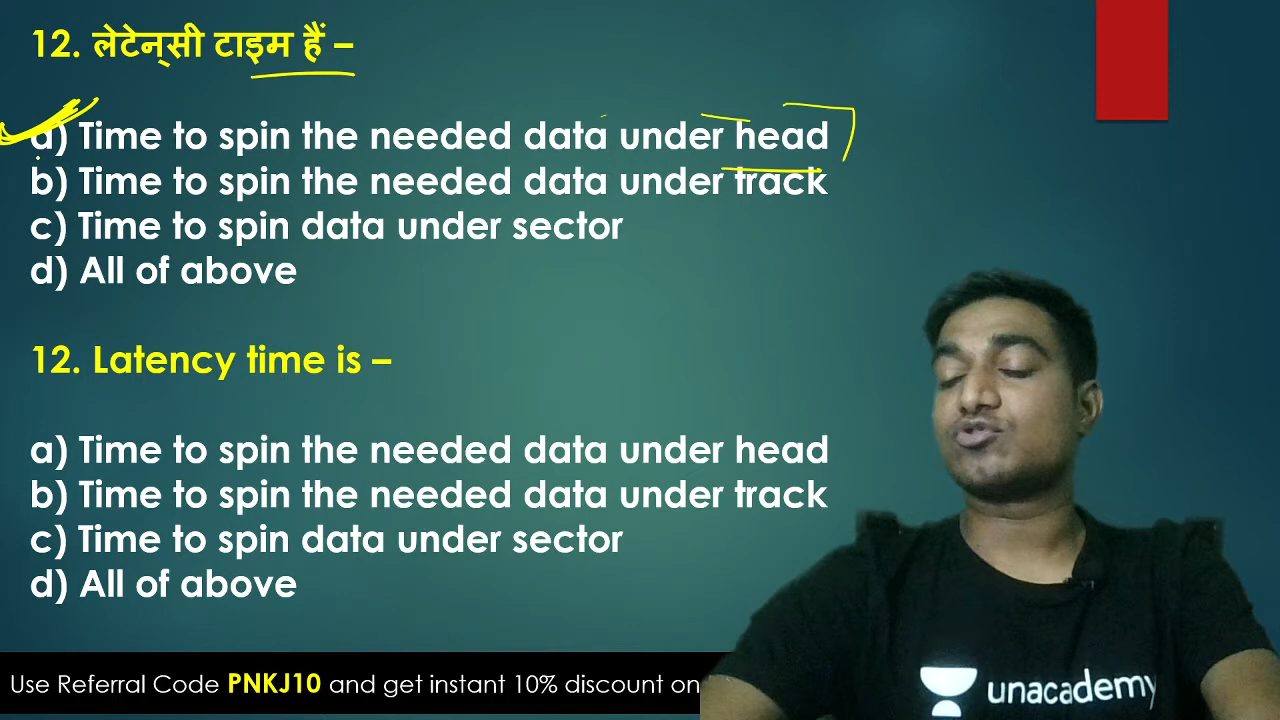 12. लेटेन्सी टाइम हैं –
a) Time to spin the needed data under head
b) Time to spin the needed data under track
c) Time to spin data under sector
d) All of above
12. Latency time is –
a) Time to spin the needed data under head
b) Time to spin the needed data under track
c) Time to spin data under sector
d) All of above
Use Referral Code PNKJ10 and get instant 10% discount on
unacademy